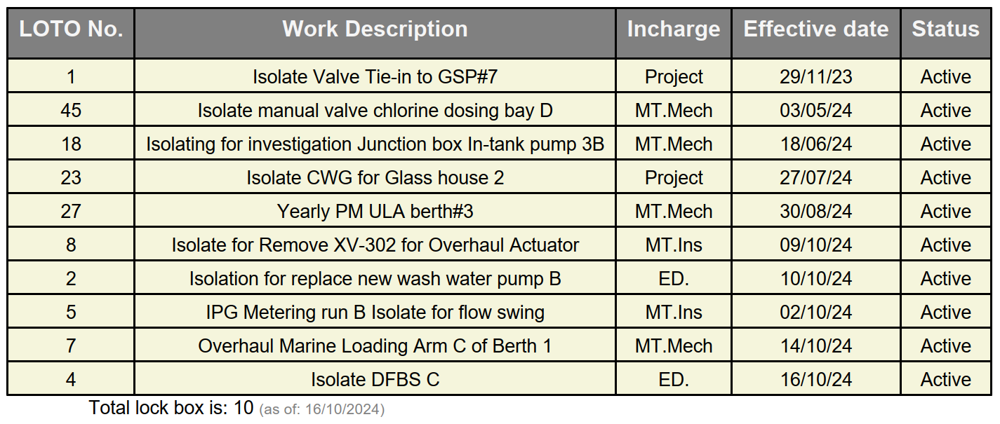 LOTO No. Work Description Incharge Effective date Status
1 Isolate Valve Tie-in to GSP#7 Project 29/11/23 Active
45 Isolate manual valve chlorine dosing bay D MT.Mech 03/05/24 Active
18 Isolating for investigation Junction box In-tank pump 3B MT.Mech 18/06/24 Active
23 Isolate CWG for Glass house 2 Project 27/07/24 Active
27 Yearly PM ULA berth#3 MT.Mech 30/08/24 Active
8 Isolate for Remove XV-302 for Overhaul Actuator MT.Ins 09/10/24 Active
2 Isolation for replace new wash water pump B ED. 10/10/24 Active
5 IPG Metering run B Isolate for flow swing MT.Ins 02/10/24 Active
7 Overhaul Marine Loading Arm C of Berth 1 MT.Mech 14/10/24 Active
4 Isolate DFBS C ED. 16/10/24 Active
Total lock box is: 10 (as of: 16/10/2024)